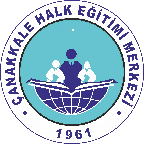 ÇANAKKALE HALK EĞİTİMİ MERKEZİ
• 1961 •